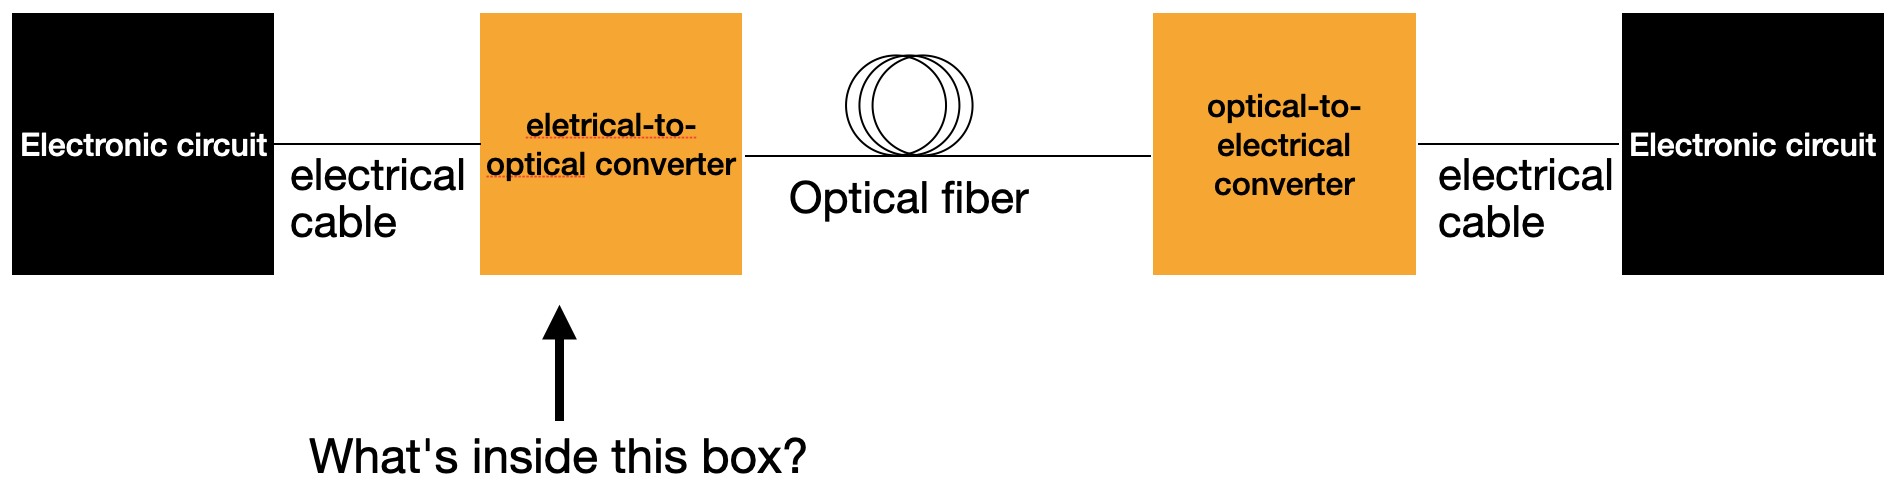 Electronic circuit
electrical
cable
eletrical-to-
optical converter
Optical fiber
optical-to-
electrical
converter
electrical
cable
Electronic circuit
What's inside this box?